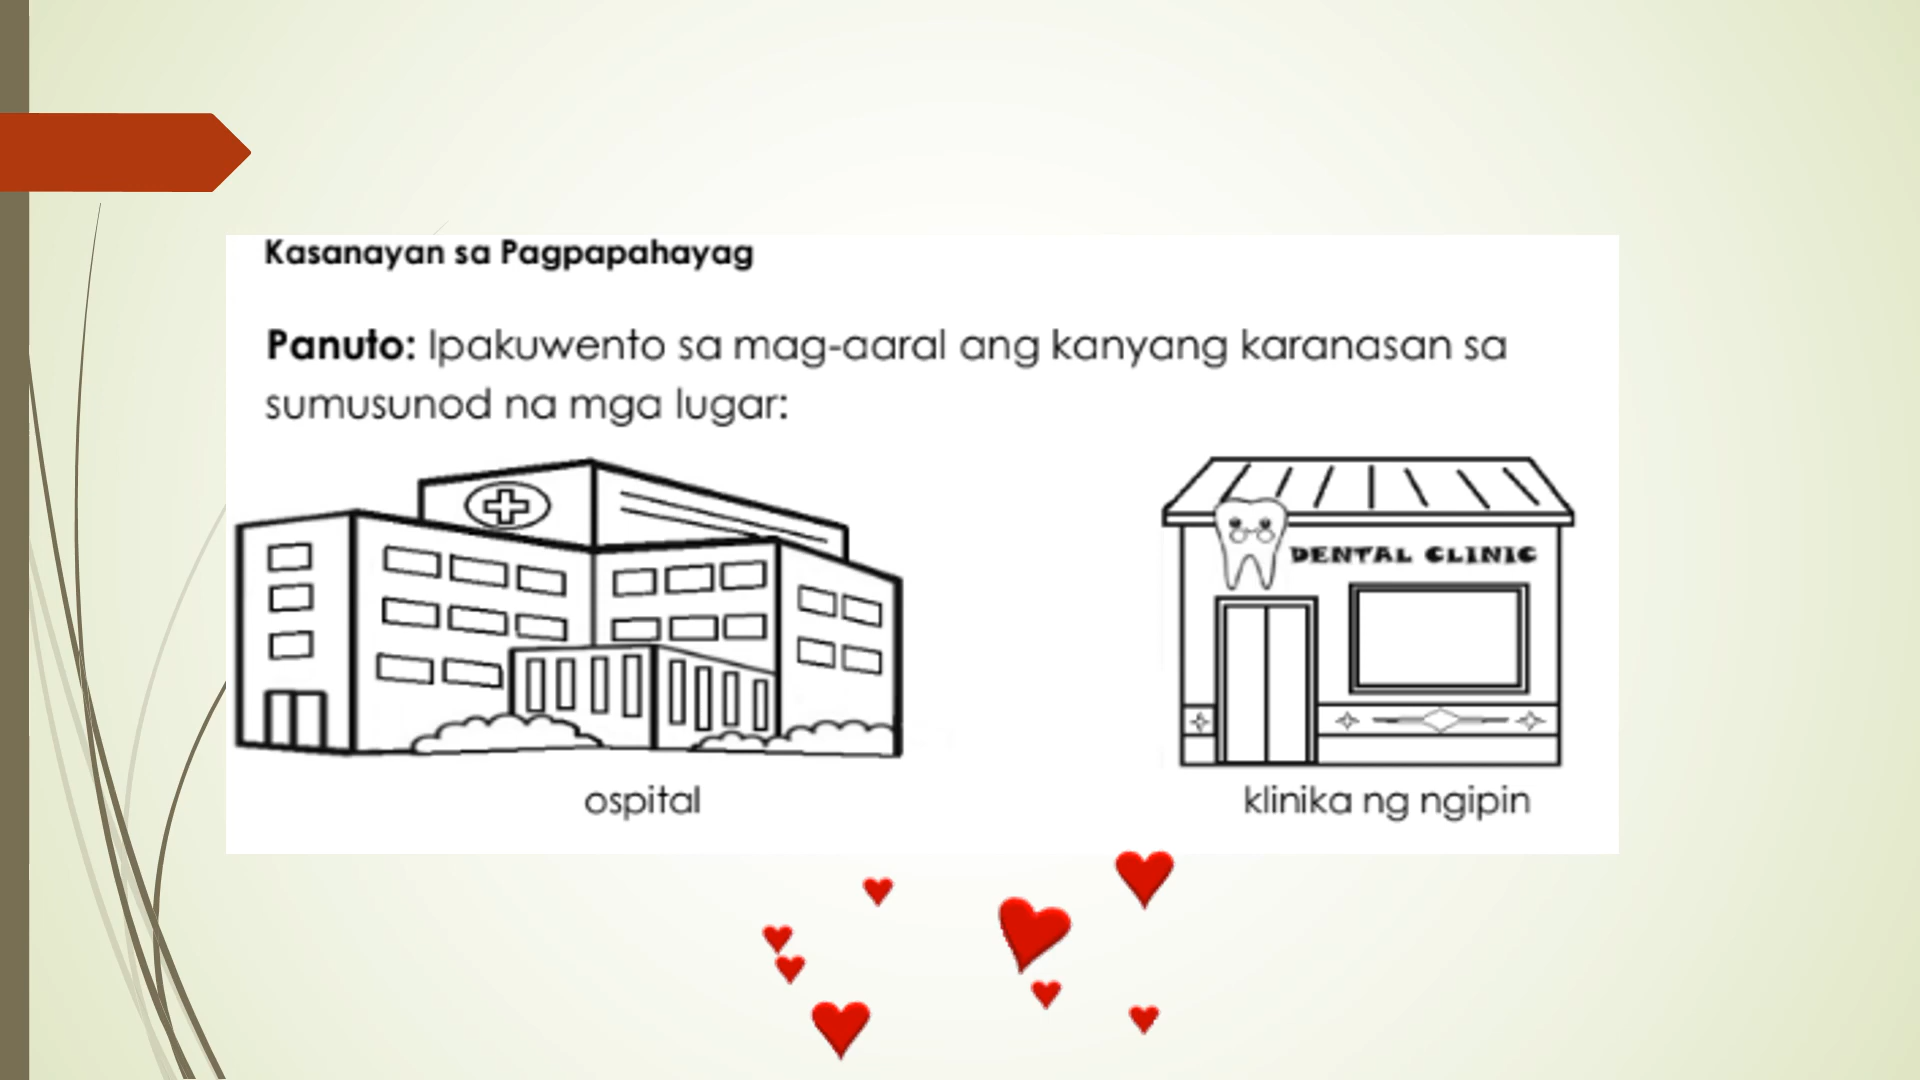 Kasanayan sa Pagpapahayag
Panuto: Ipakuwento sa mag-aaral ang kanyang karanasan sa
sumusunod na mga lugar:
DENTAL CLINIC
ospital
klinika ng ngipin